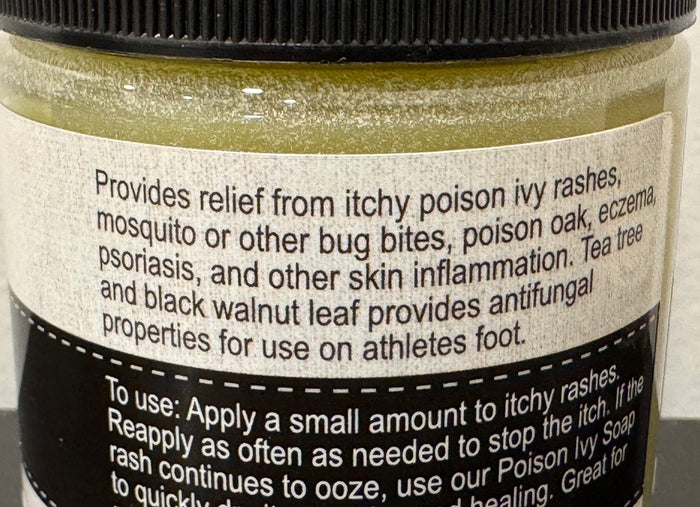 Provides relief from itchy poison ivy rashes,
mosquito or other bug bites, poison oak, eczema,
psoriasis, and other skin inflammation. Tea tree
and black walnut leaf provides antifungal
properties for use on athletes foot.
To use: Apply a small amount to itchy rashes.
Reapply as often as needed to stop the itch. If the
rash continues to ooze, use our Poison Ivy Soap
to quickly healing. Great for